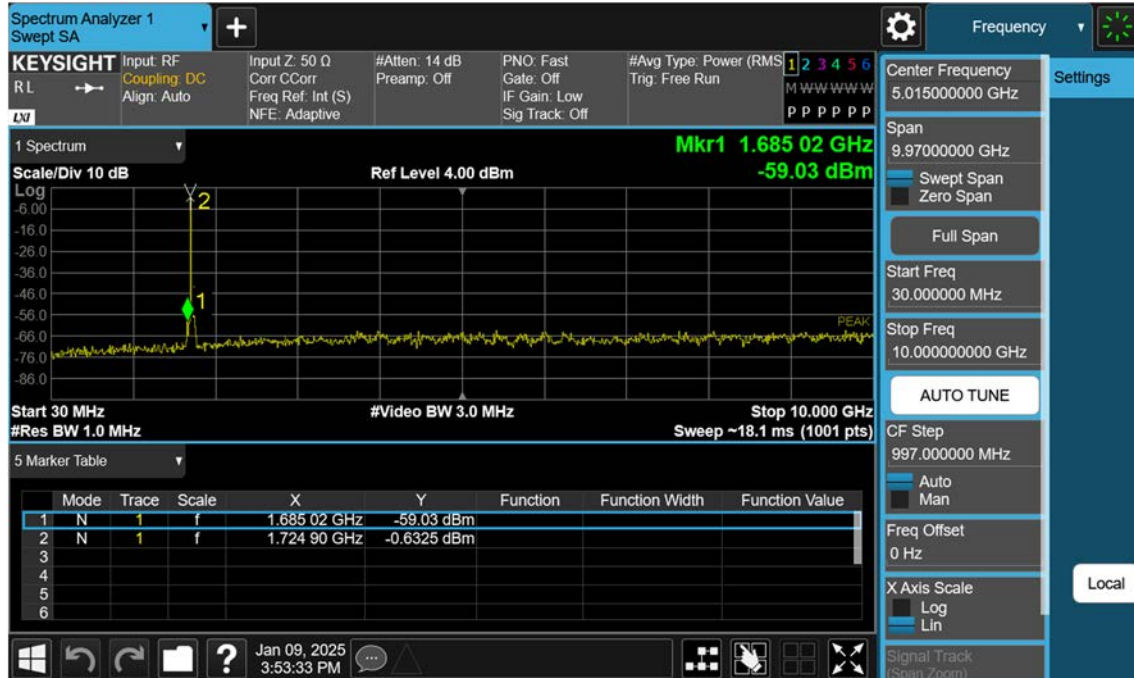 Spectrum Analyzer 1
Swept SA
Frequency
KEYSIGHT
RL
LXI
Input: RF
Coupling: DC
Align: Auto
Input Z: 50 Ω
Corr CCorr
Freq Ref: Int (S)
NFE: Adaptive
#Atten: 14 dB
Preamp: Off
PNO: Fast
Gate: Off
IF Gain: Low
Sig Track: Off
#Avg Type: Power (RMS
Trig: Free Run
1 2 3 4 5 6
M W W W W W
P P P P P P
1 Spectrum
Mkr1 1.685 02 GHz
Scale/Div 10 dB
Ref Level 4.00 dBm
-59.03 dBm
Log
2
-6.00
-16.0
-26.0
-36.0
-46.0
1
-56.0
PEAK
-66.0
-76.0
-86.0
Start 30 MHz
#Video BW 3.0 MHz
Stop 10.000 GHz
#Res BW 1.0 MHz
Sweep ~18.1 ms (1001 pts)
5 Marker Table
Mode Trace Scale X Y Function Function Width Function Value
1 N 1 f 1.685 02 GHz -59.03 dBm
2 N 1 f 1.724 90 GHz -0.6325 dBm
3
4
5
6
Jan 09, 2025
3:53:33 PM
Center Frequency
5.015000000 GHz
Span
9.97000000 GHz
Swept Span
Zero Span
Full Span
Start Freq
30.000000 MHz
Stop Freq
10.000000000 GHz
AUTO TUNE
CF Step
997.000000 MHz
Auto
Man
Freq Offset
0 Hz
X Axis Scale
Log
Lin
Signal Track
(Span Zoom)
Settings
Local